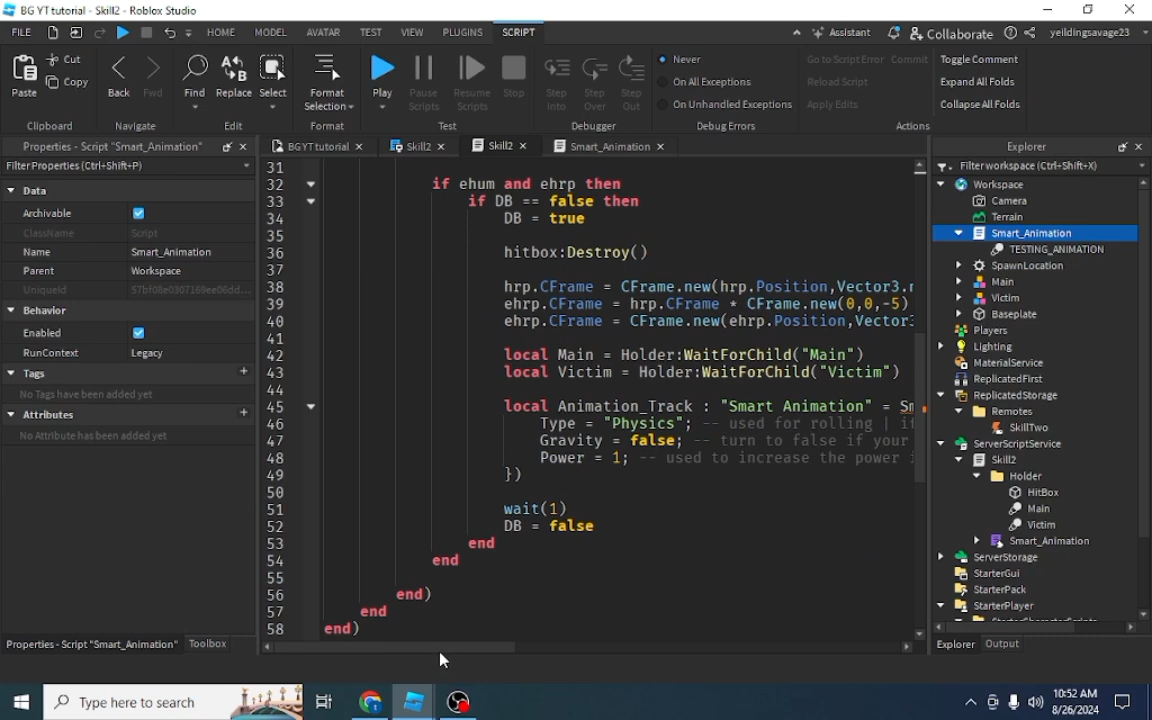 BG YT tutorial - Skill2 - Roblox Studio
FILE HOME MODEL AVATAR TEST VIEW PLUGINS SCRIPT Assistant Collaborate yeildingsavage23
Paste Cut Copy Back Fwd Find Replace Select Format Selection Play Pause Scripts Resume Scripts Stop Step Into Step Over Step Out
Never Go to Script Error Commit Toggle Comment
On All Exceptions Reload Script Expand All Folds
On Unhandled Exceptions Apply Edits Collapse All Folds
Clipboard Navigate Edit Format Test Debugger Debug Errors Actions
Properties - Script "Smart_Animation"
Filter Properties (Ctrl+Shift+P)
Data
Archivable
ClassName Script
Name Smart_Animation
Parent Workspace
UniqueId 57bf08e0307169ee06dd...
Behavior
Enabled
RunContext Legacy
Tags
No Tags have been added yet
Attributes
No Attribute has been added yet
Properties - Script "Smart_Animation" Toolbox
BG YT tutorial Skill2 Skill2 Smart_Animation
31
32 if ehum and ehrp then
33 if DB == false then
34 DB = true
35
36 hitbox:Destroy()
37
38 hrp.CFrame = CFrame.new(hrp.Position,Vector3.n
39 ehrp.CFrame = hrp.CFrame * CFrame.new(0,0,-5)
40 ehrp.CFrame = CFrame.new(ehrp.Position,Vector3
41
42 local Main = Holder:WaitForChild("Main")
43 local Victim = Holder:WaitForChild("Victim")
44
45 local Animation_Track : "Smart Animation" = Sm
46 Type = "Physics"; -- used for rolling | if
47 Gravity = false; -- turn to false if your
48 Power = 1; -- used to increase the power i
49 })
50
51 wait(1)
52 DB = false
53 end
54 end
55
56 end)
57 end
58 end)
Explorer
Filter workspace (Ctrl+Shift+X)
Workspace
Camera
Terrain
Smart_Animation
TESTING_ANIMATION
SpawnLocation
Main
Victim
Baseplate
Players
Lighting
MaterialService
ReplicatedFirst
ReplicatedStorage
Remotes
SkillTwo
ServerScriptService
Skill2
Holder
HitBox
Main
Victim
Smart_Animation
ServerStorage
StarterGui
StarterPack
StarterPlayer
Explorer Output
Type here to search
10:52 AM
8/26/2024